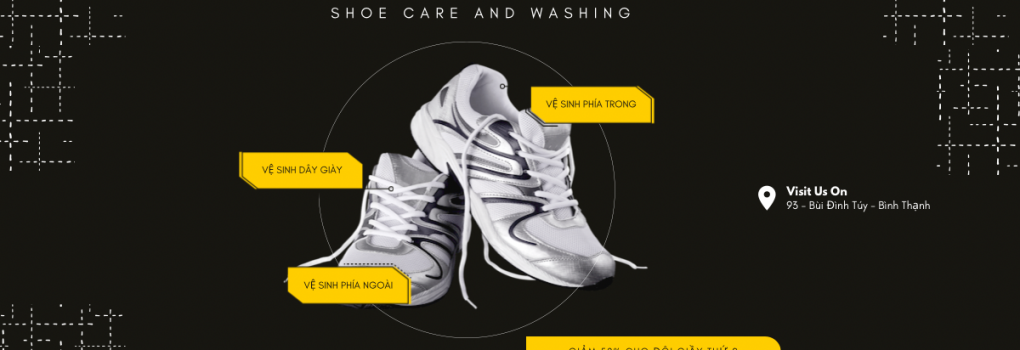 SHOE CARE AND WASHING
VỆ SINH PHÍA TRONG
VỆ SINH DÂY GIÀY
Visit Us On
93 - Bùi Đình Túy - Bình Thạnh
VỆ SINH PHÍA NGOÀI